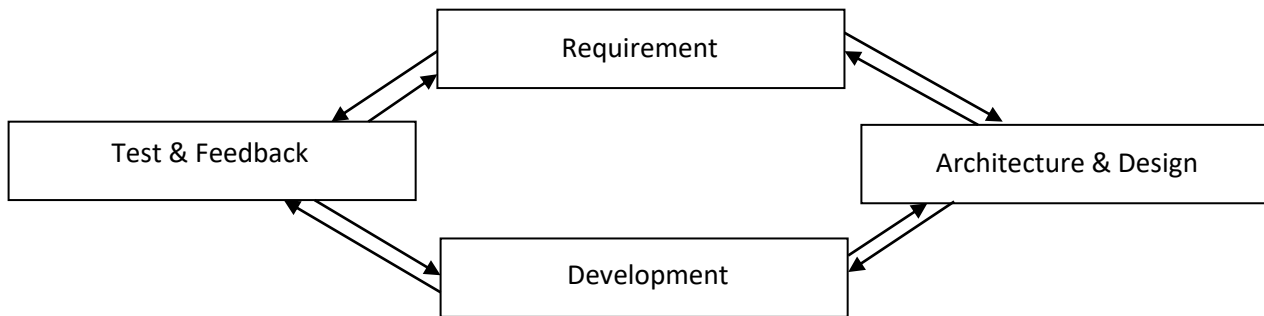 Requirement
Test & Feedback
Architecture & Design
Development